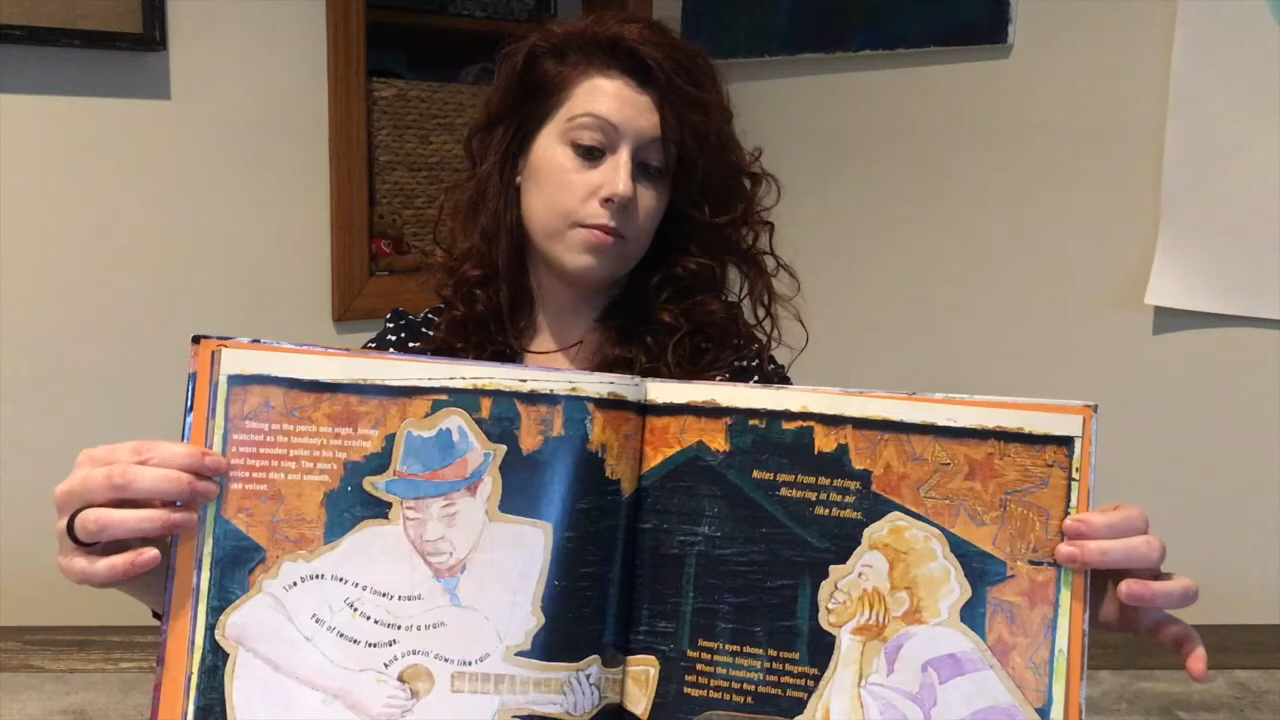 Sitting on the porch one night, Jimmy
watched as the landlady's son cradled
a worn wooden guitar in his lap
and began to sing. The man's
voice was dark and smooth,
like velvet.
The blues, they is a lonely sound,
Like the whistle of a train.
Full of tender feelings,
And pourin' down like rain.
Notes spun from the strings,
flickering in the air
like fireflies.
Jimmy's eyes shone. He could
feel the music tingling in his fingertips.
When the landlady's son offered to
sell his guitar for five dollars, Jimmy
begged Dad to buy it.